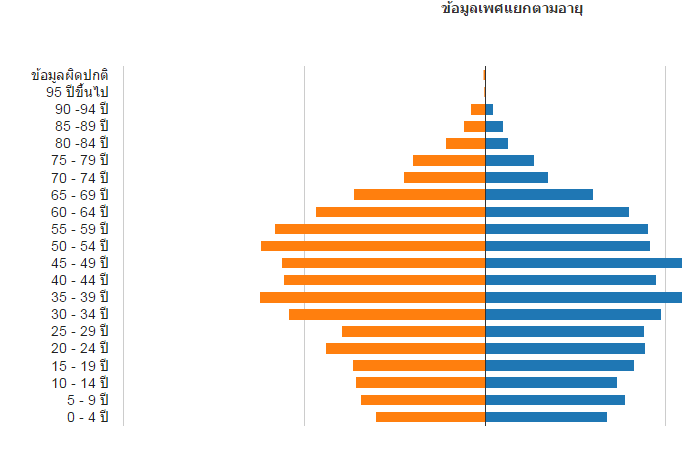 ข้อมูลเพศแยกตามอายุ
ข้อมูลผิดปกติ
95 ปีขึ้นไป
90 -94 ปี
85 -89 ปี
80 -84 ปี
75 - 79 ปี
70 - 74 ปี
65 - 69 ปี
60 - 64 ปี
55 - 59 ปี
50 - 54 ปี
45 - 49 ปี
40 - 44 ปี
35 - 39 ปี
30 - 34 ปี
25 - 29 ปี
20 - 24 ปี
15 - 19 ปี
10 - 14 ปี
5 - 9 ปี
0 - 4 ปี